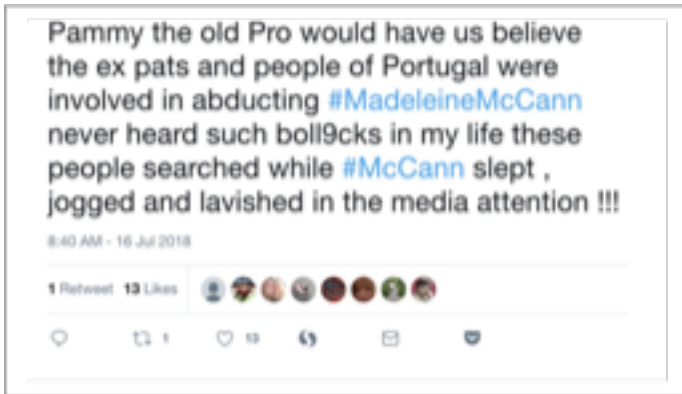 Pammy the old Pro would have us believe
the ex pats and people of Portugal were
involved in abducting #MadeleineMcCann
never heard such boll9cks in my life these
people searched while #McCann slept ,
jogged and lavished in the media attention !!!
8:40 AM - 16 Jul 2018
1 Retweet 13 Likes
1 13